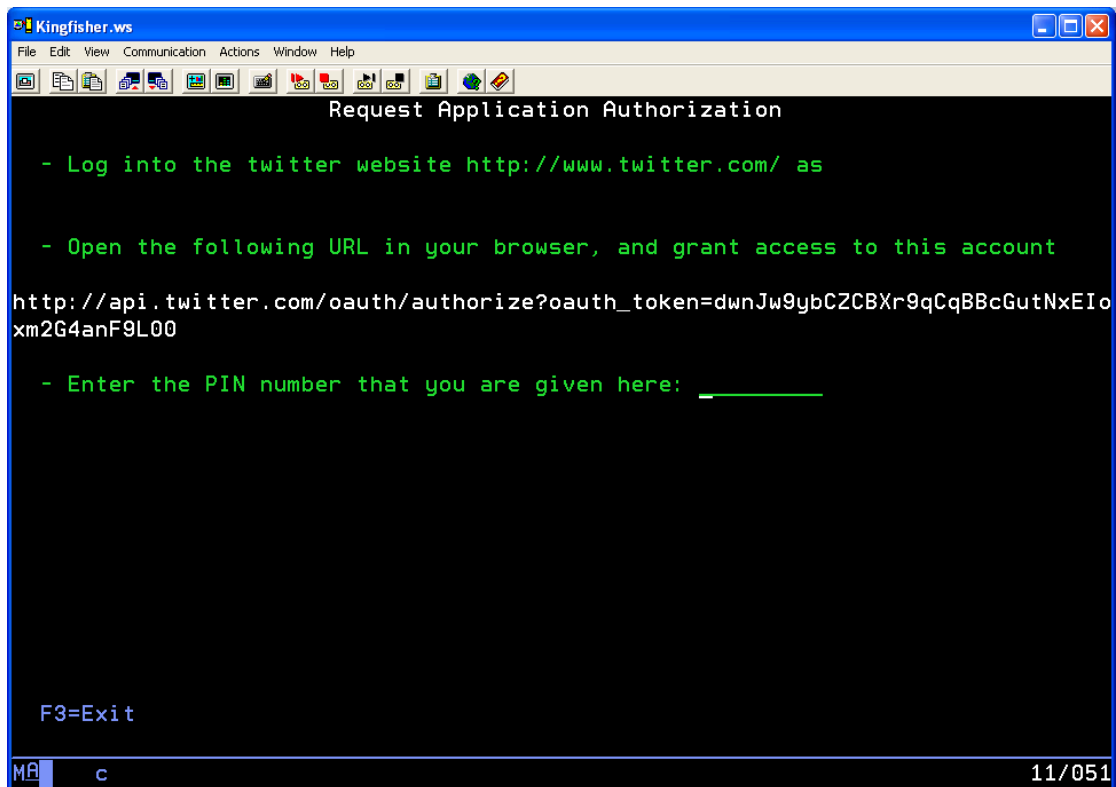 Kingfisher.ws
File Edit View Communication Actions Window Help
Request Application Authorization
- Log into the twitter website http://www.twitter.com/ as
- Open the following URL in your browser, and grant access to this account
http://api.twitter.com/oauth/authorize?oauth_token=dwnJw9ybCZCBXr9qCqBBcGutNxEIo
xm2G4anF9L00
- Enter the PIN number that you are given here: _________
F3=Exit
MA c 11/051